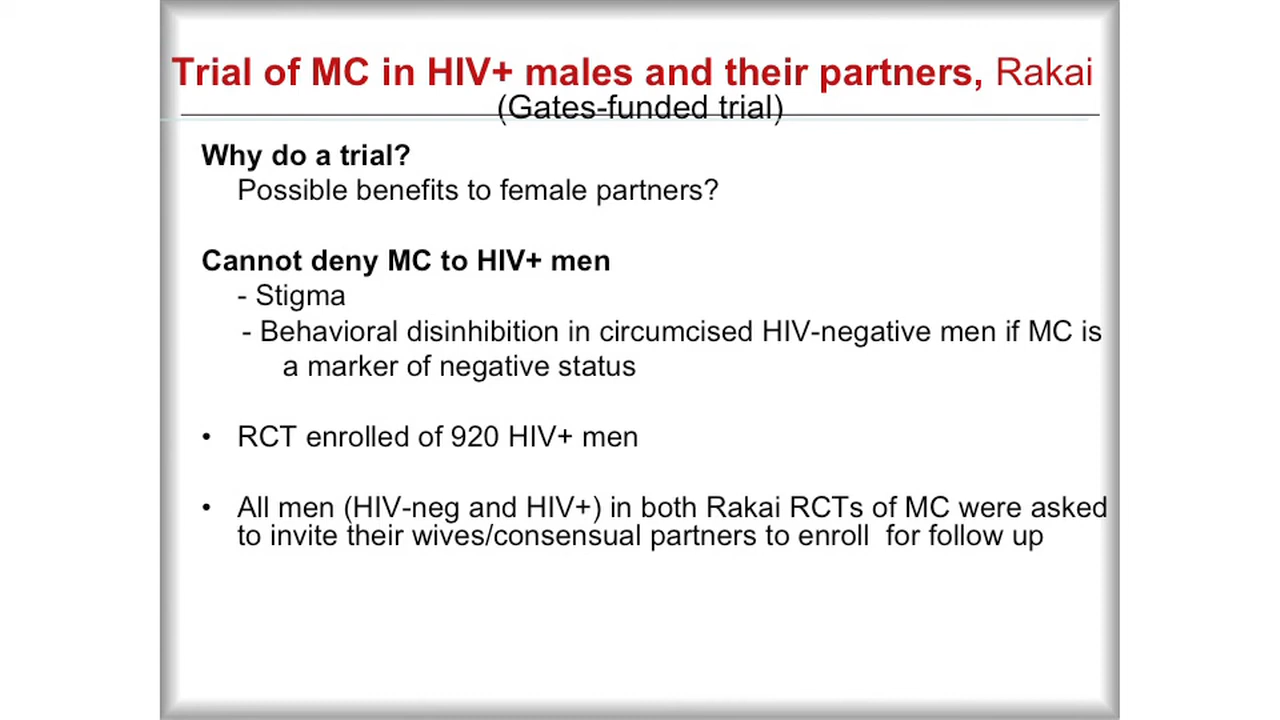 Trial of MC in HIV+ males and their partners, Rakai
(Gates-funded trial)
Why do a trial?
Possible benefits to female partners?
Cannot deny MC to HIV+ men
- Stigma
- Behavioral disinhibition in circumcised HIV-negative men if MC is
a marker of negative status
• RCT enrolled of 920 HIV+ men
• All men (HIV-neg and HIV+) in both Rakai RCTs of MC were asked
to invite their wives/consensual partners to enroll  for follow up